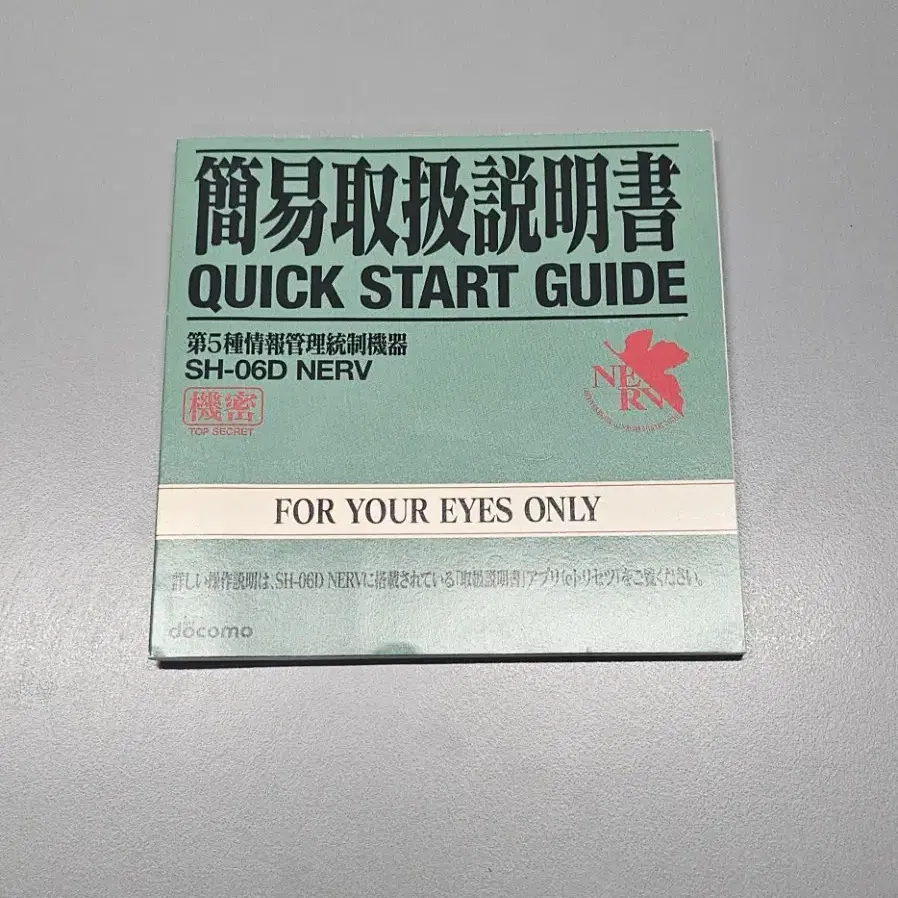 簡易取扱説明書
QUICK START GUIDE
第5種情報管理統制機器
SH-06D NERV
機密
TOP SECRET
NERV
FOR YOUR EYES ONLY
詳しい操作説明は、SH-06D NERVに搭載されている「取扱説明書」アプリ(eトリセツ)をご覧ください。
docomo